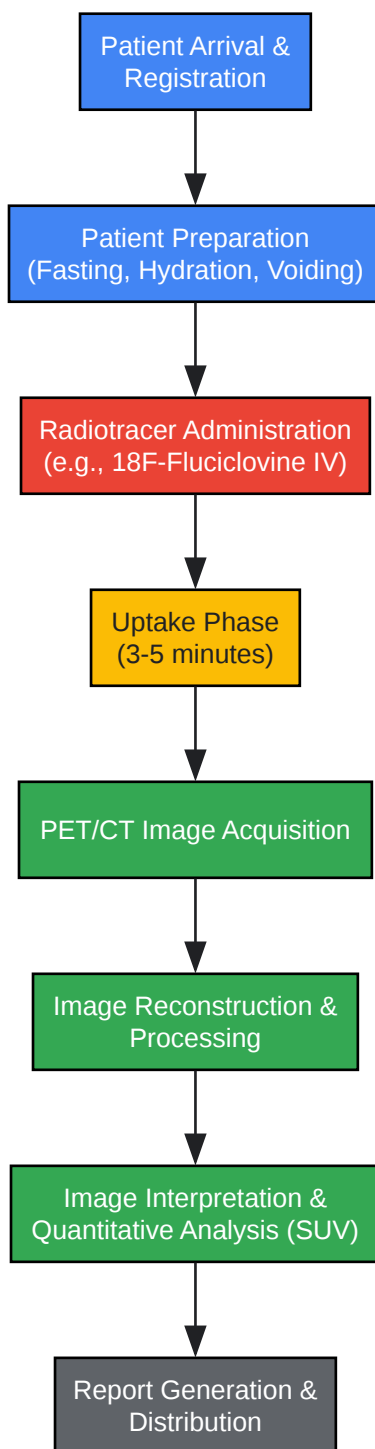 Patient Arrival &
Registration
Patient Preparation
(Fasting, Hydration, Voiding)
Radiotracer Administration
(e.g., 18F-Fluciclovine IV)
Uptake Phase
(3-5 minutes)
PET/CT Image Acquisition
Image Reconstruction &
Processing
Image Interpretation &
Quantitative Analysis (SUV)
Report Generation &
Distribution